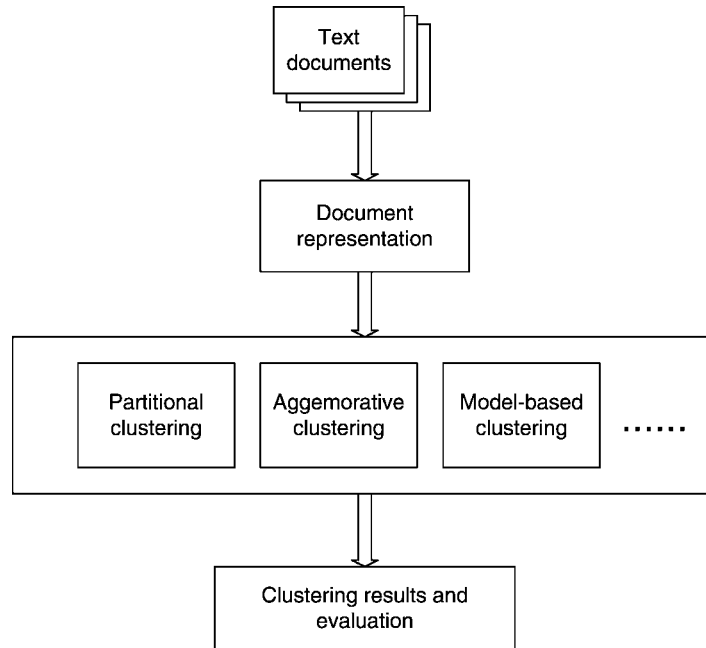 Text
documents
Document
representation
Partitional
clustering
Aggemorative
clustering
Model-based
clustering
......
Clustering results and
evaluation